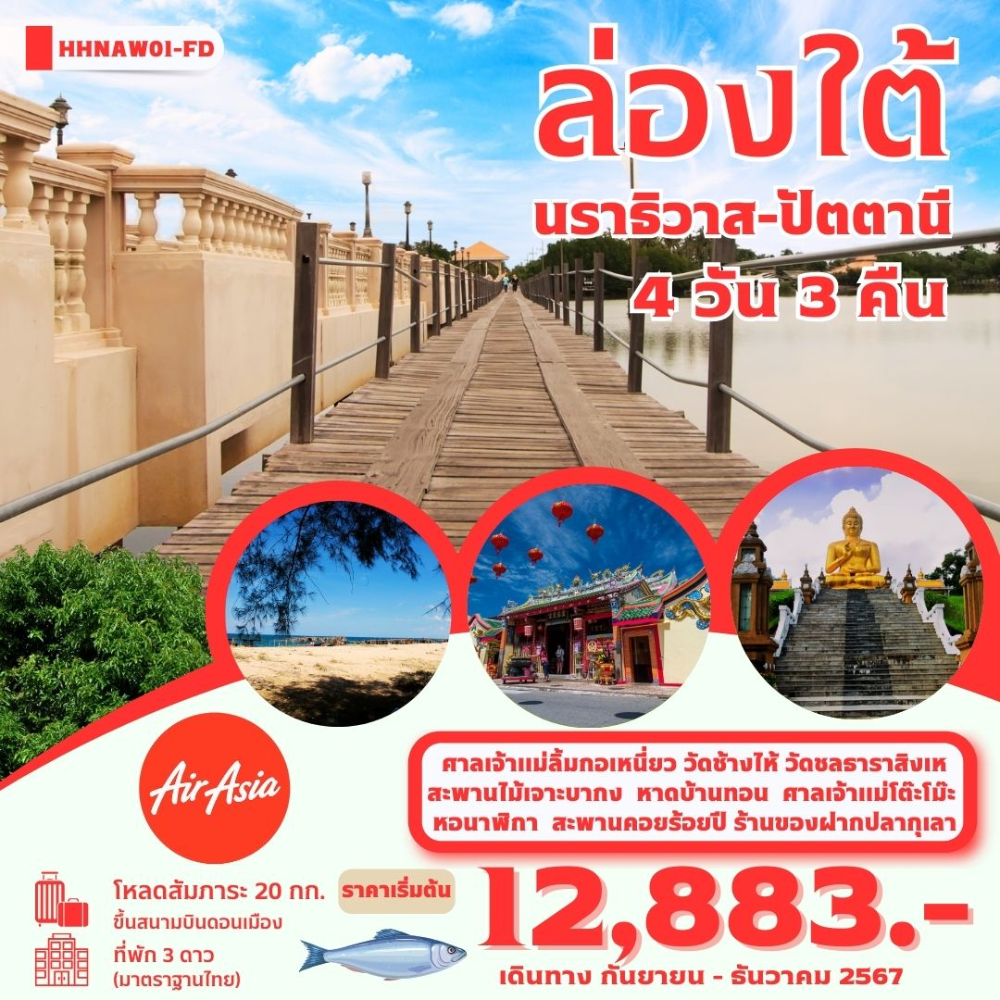 HHNAW01-FD
ล่องใต้
นราธิวาส-ปัตตานี
4 วัน 3 คืน
ศาลเจ้าแม่ลิ้มกอเหนี่ยว วัดช้างไห้ วัดชลธาราสิงเห
สะพานไม้เจาะบากง หาดบ้านทอน ศาลเจ้าแม่โต๊ะโม๊ะ
หอนาฬิกา สะพานคอยร้อยปี ร้านของฝากปลากุเลา
AirAsia
โหลดสัมภาระ 20 กก.
ขึ้นสนามบินดอนเมือง
ที่พัก 3 ดาว
(มาตราฐานไทย)
ราคาเริ่มต้น
12,883.-
เดินทาง กันยายน - ธันวาคม 2567